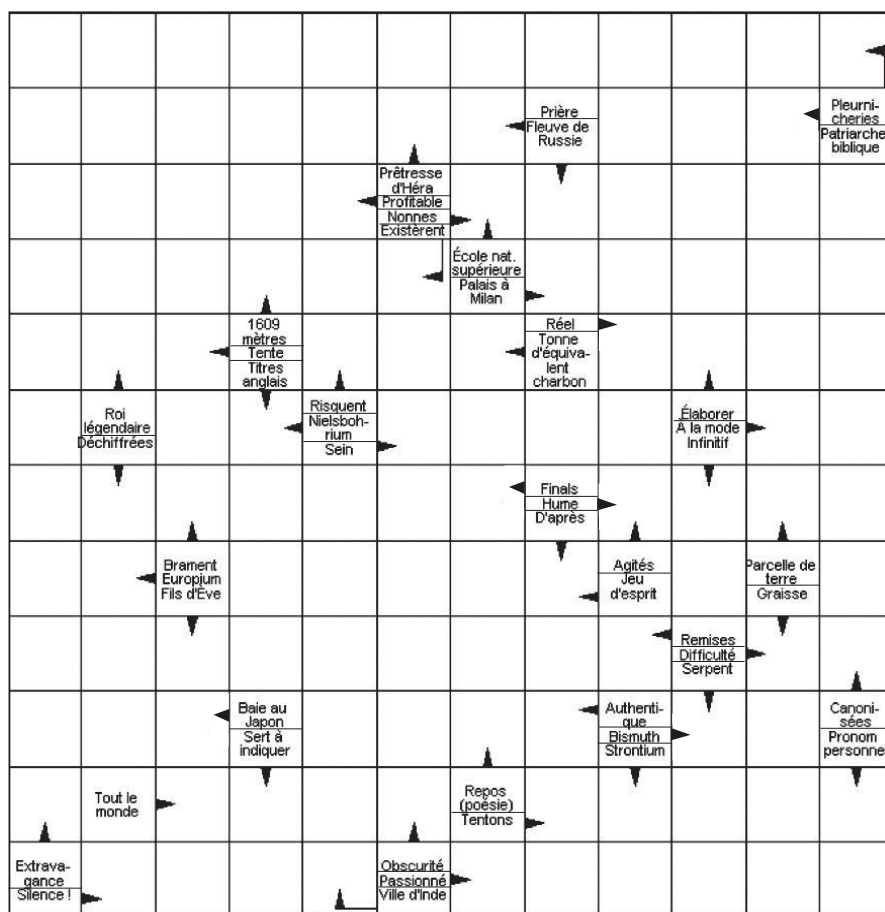 Prière
Fleuve de
Russie
Pleurni-
cheries
Patriarche
biblique
Prêtresse
d'Héra
Profitable
Nonnes
Existèrent
École nat.
supérieure
Palais à
Milan
1609
mètres
Tente
Titres
anglais
Réel
Tonne
d'équiva-
lent
charbon
Roi
légendaire
Déchiffrées
Risquent
Nielsboh-
rium
Sein
Élaborer
À la mode
Infinitif
Finals
Hume
D'après
Brament
Europium
Fils d'Ève
Agités
Jeu
d'esprit
Parcelle de
terre
Graisse
Remises
Difficulté
Serpent
Baie au
Japon
Sert à
indiquer
Authenti-
que
Bismuth
Strontium
Canoni-
sées
Pronom
personne
Tout le
monde
Repos
(poésie)
Tentons
Extrava-
gance
Silence !
Obscurité
Passionné
Ville d'Inde